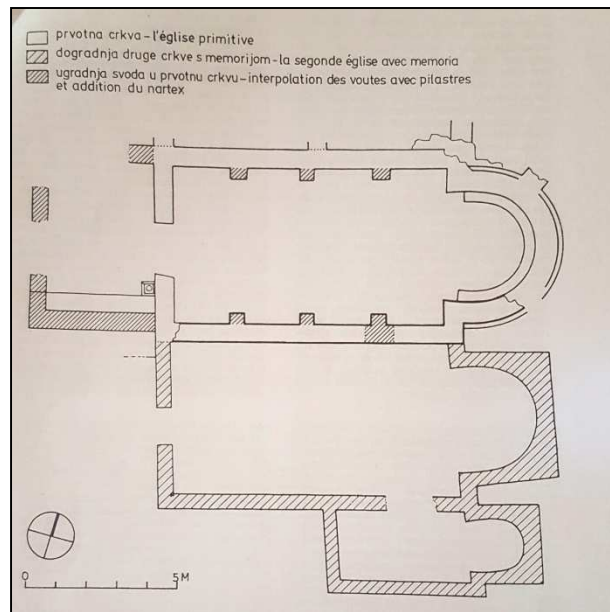 prvotna crkva – l'église primitive
dogradnja druge crkve s memorijom - la segonde église avec memoria
ugradnja svoda u prvotnu crkvu – interpolation des voutes avec pilastres
et addition du nartex
0 5 M